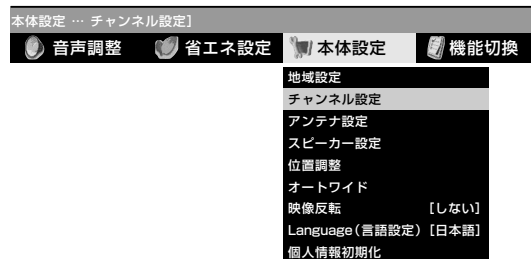 本体設定 … チャンネル設定]
音声調整 省エネ設定 本体設定 機能切換
地域設定
チャンネル設定
アンテナ設定
スピーカー設定
位置調整
オートワイド
映像反転 [しない]
Language(言語設定) [日本語]
個人情報初期化